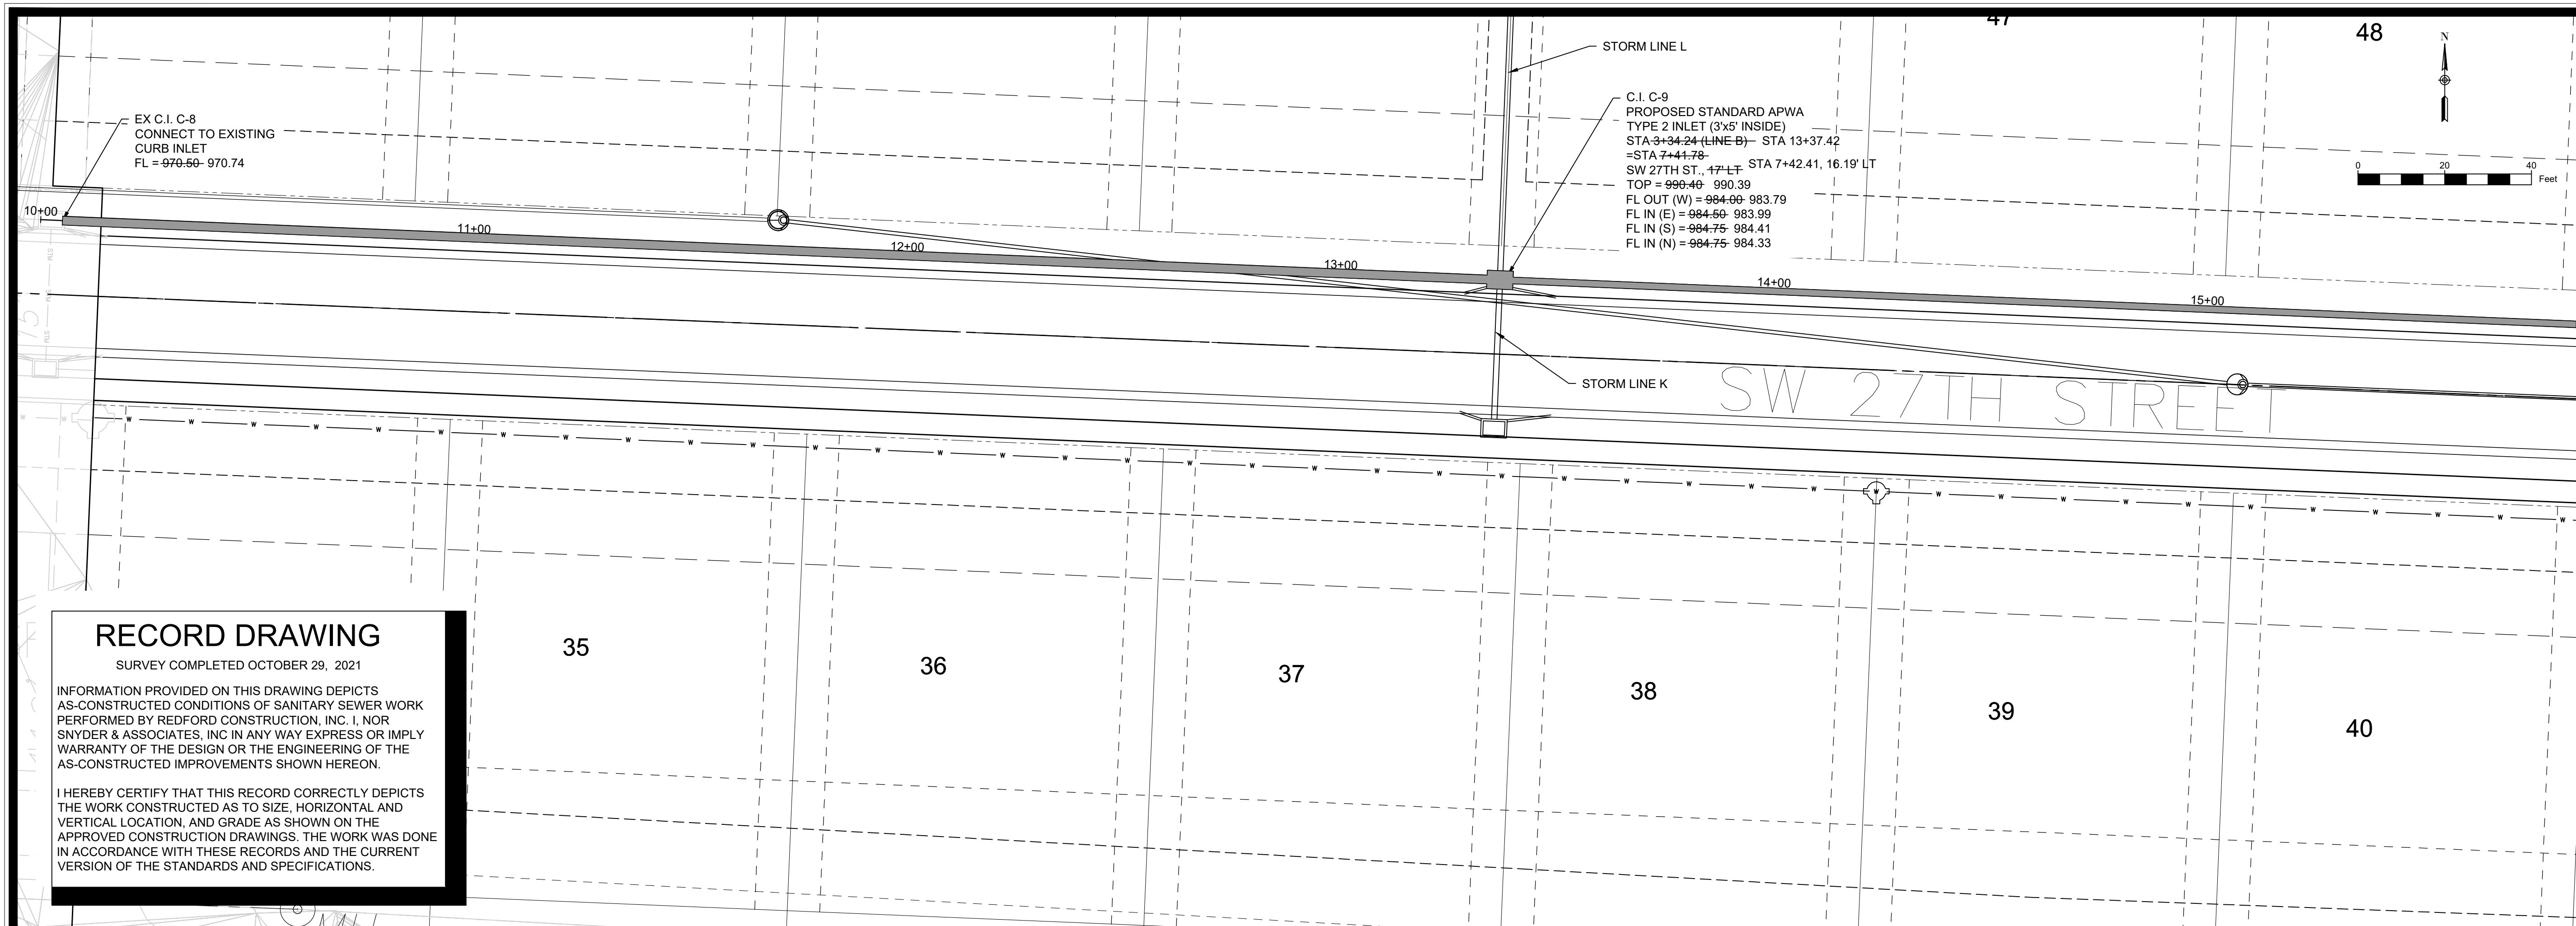 47
48
N
STORM LINE L
EX C.I. C-8
CONNECT TO EXISTING
CURB INLET
FL = 970.50 970.74
C.I. C-9
PROPOSED STANDARD APWA
TYPE 2 INLET (3'x5' INSIDE)
STA 3+34.24 (LINE B) STA 13+37.42
=STA 7+41.78
SW 27TH ST., 17' LT STA 7+42.41, 16.19' LT
TOP = 990.40 990.39
FL OUT (W) = 984.00 983.79
FL IN (E) = 984.50 983.99
FL IN (S) = 984.75 984.41
FL IN (N) = 984.75 984.33
0 20 40
Feet
10+00
11+00
12+00
13+00
14+00
15+00
STM
STM
STM
STORM LINE K
SW 27TH STREET
W W W W W W W W W W W W W W W W W W W W W W W W W W W W W W W W W W W W W W W W
35
36
37
38
39
40
RECORD DRAWING
SURVEY COMPLETED OCTOBER 29, 2021
INFORMATION PROVIDED ON THIS DRAWING DEPICTS
AS-CONSTRUCTED CONDITIONS OF SANITARY SEWER WORK
PERFORMED BY REDFORD CONSTRUCTION, INC. I, NOR
SNYDER & ASSOCIATES, INC IN ANY WAY EXPRESS OR IMPLY
WARRANTY OF THE DESIGN OR THE ENGINEERING OF THE
AS-CONSTRUCTED IMPROVEMENTS SHOWN HEREON.
I HEREBY CERTIFY THAT THIS RECORD CORRECTLY DEPICTS
THE WORK CONSTRUCTED AS TO SIZE, HORIZONTAL AND
VERTICAL LOCATION, AND GRADE AS SHOWN ON THE
APPROVED CONSTRUCTION DRAWINGS. THE WORK WAS DONE
IN ACCORDANCE WITH THESE RECORDS AND THE CURRENT
VERSION OF THE STANDARDS AND SPECIFICATIONS.